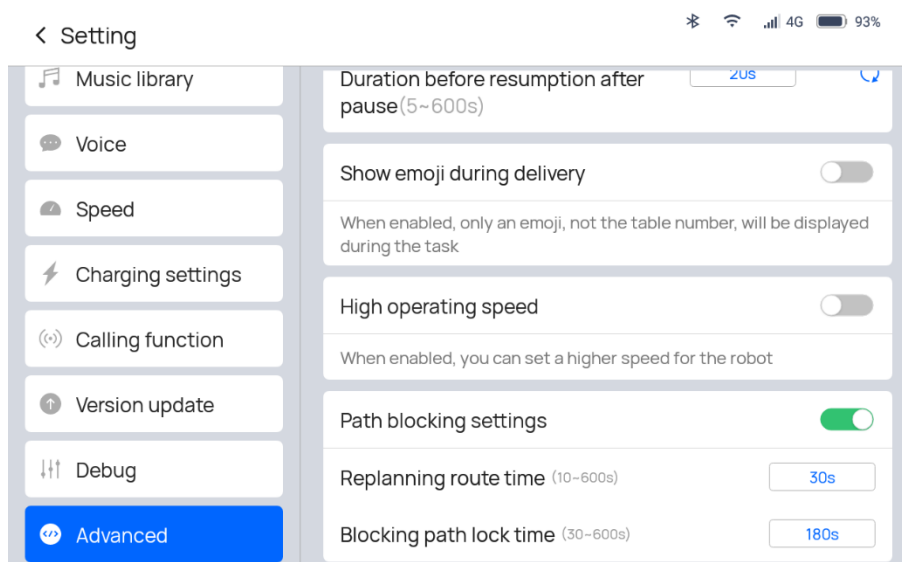 Setting
4G 93%
Music library
Voice
Speed
Charging settings
Calling function
Version update
Debug
Advanced
Duration before resumption after 20s
pause(5~600s)
Show emoji during delivery
When enabled, only an emoji, not the table number, will be displayed
during the task
High operating speed
When enabled, you can set a higher speed for the robot
Path blocking settings
Replanning route time (10~600s) 30s
Blocking path lock time (30~600s) 180s